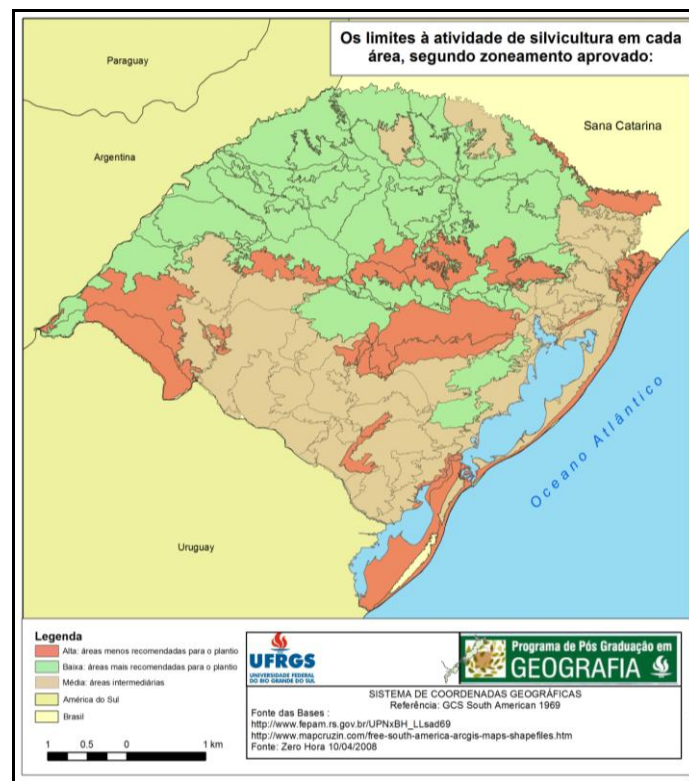 Os limites à atividade de silvicultura em cada
área, segundo zoneamento aprovado:
Paraguay
Sana Catarina
Argentina
Oceano Atlântico
Uruguay
Legenda
Alta: áreas menos recomendadas para o plantio
Baixa: áreas mais recomendadas para o plantio
Média: áreas intermediárias
América do Sul
Brasil
1 0.5 0 1 km
UFRGS
UNIVERSIDADE FEDERAL
DO RIO GRANDE DO SUL
Programa de Pós Graduação em
GEOGRAFIA
SISTEMA DE COORDENADAS GEOGRÁFICAS
Referência: GCS South American 1969
Fonte das Bases :
http://www.fepam.rs.gov.br/UPNxBH_LLsad69
http://www.mapcruzin.com/free-south-america-arcgis-maps-shapefiles.htm
Fonte: Zero Hora 10/04/2008